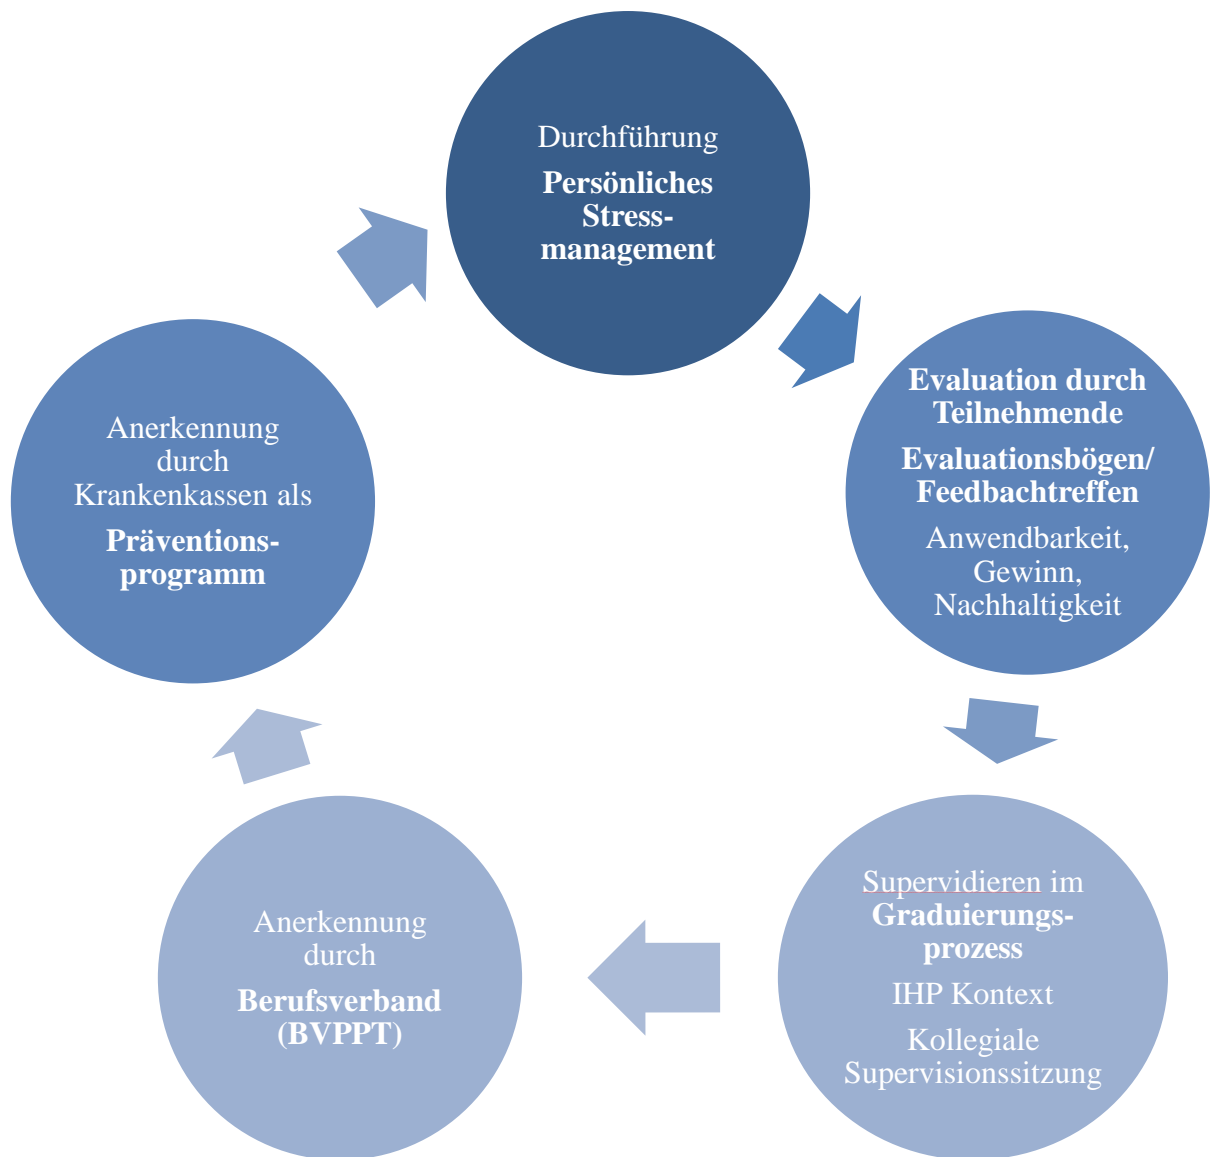 Durchführung
Persönliches
Stress-
management
Evaluation durch
Teilnehmende
Evaluationsbögen/
Feedbachtreffen
Anwendbarkeit,
Gewinn,
Nachhaltigkeit
Supervidieren im
Graduierungs-
prozess
IHP Kontext
Kollegiale
Supervisionssitzung
Anerkennung
durch
Berufsverband
(BVPPT)
Anerkennung
durch
Krankenkassen als
Präventions-
programm